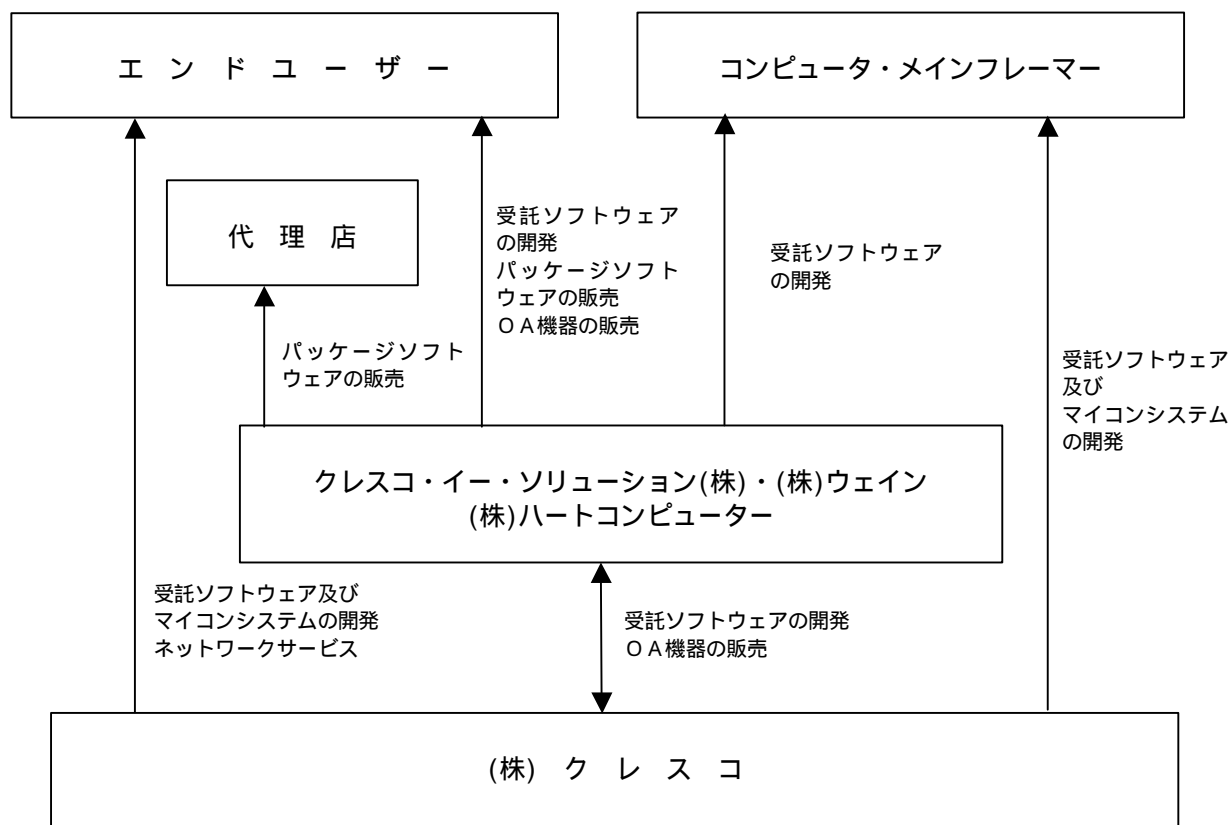 エ ン ド ユ ー ザ ー
コンピュータ・メインフレーマー
代 理 店
受託ソフトウェア
の開発
パッケージソフト
ウェアの販売
ＯＡ機器の販売
受託ソフトウェア
の開発
パッケージソフト
ウェアの販売
受託ソフトウェア
及び
マイコンシステム
の開発
クレスコ・イー・ソリューション(株)・(株)ウェイン
(株)ハートコンピューター
受託ソフトウェア及び
マイコンシステムの開発
ネットワークサービス
受託ソフトウェアの開発
ＯＡ機器の販売
(株) ク レ ス コ